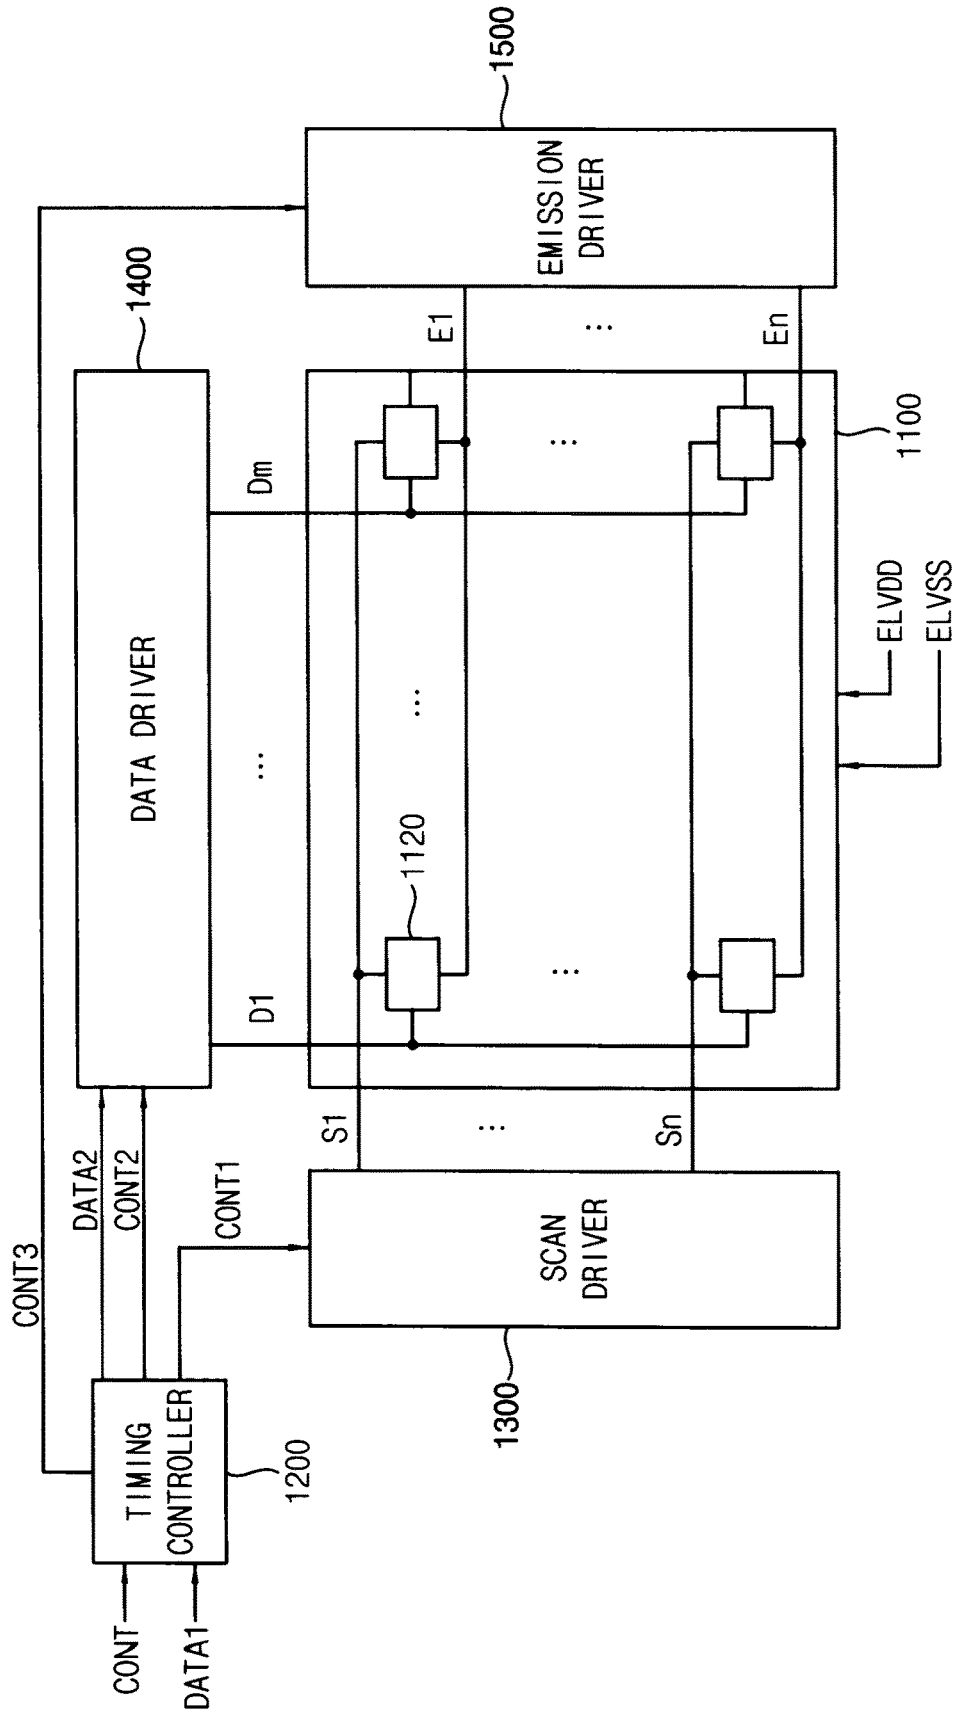 CONT3
DATA2
CONT2
CONT1
CONT
DATA1
TIMING
CONTROLLER
1200
DATA DRIVER
1400
D1
...
Dm
SCAN
DRIVER
1300
S1
...
Sn
1120
...
...
...
1100
E1
...
En
EMISSION
DRIVER
1500
ELVDD
ELVSS